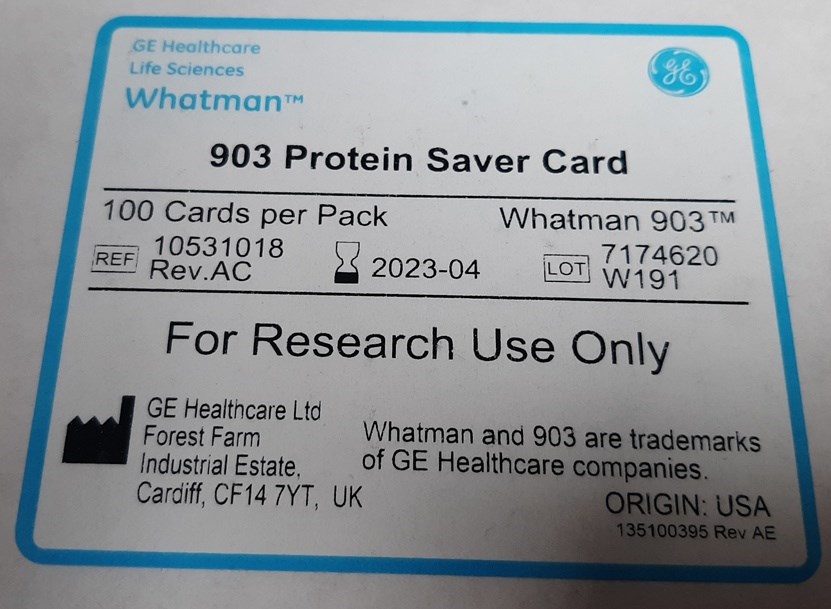 GE Healthcare
Life Sciences
Whatman™
GE
903 Protein Saver Card
100 Cards per Pack
Whatman 903™
REF 10531018
Rev.AC
2023-04
LOT 7174620
W191
For Research Use Only
GE Healthcare Ltd
Forest Farm
Industrial Estate,
Cardiff, CF14 7YT, UK
Whatman and 903 are trademarks
of GE Healthcare companies.
ORIGIN: USA
135100395 Rev AE